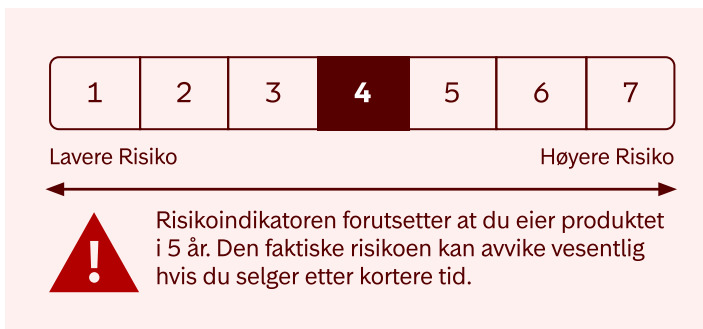 1 2 3 4 5 6 7
Lavere Risiko Høyere Risiko
Risikoindikatoren forutsetter at du eier produktet
i 5 år. Den faktiske risikoen kan avvike vesentlig
hvis du selger etter kortere tid.